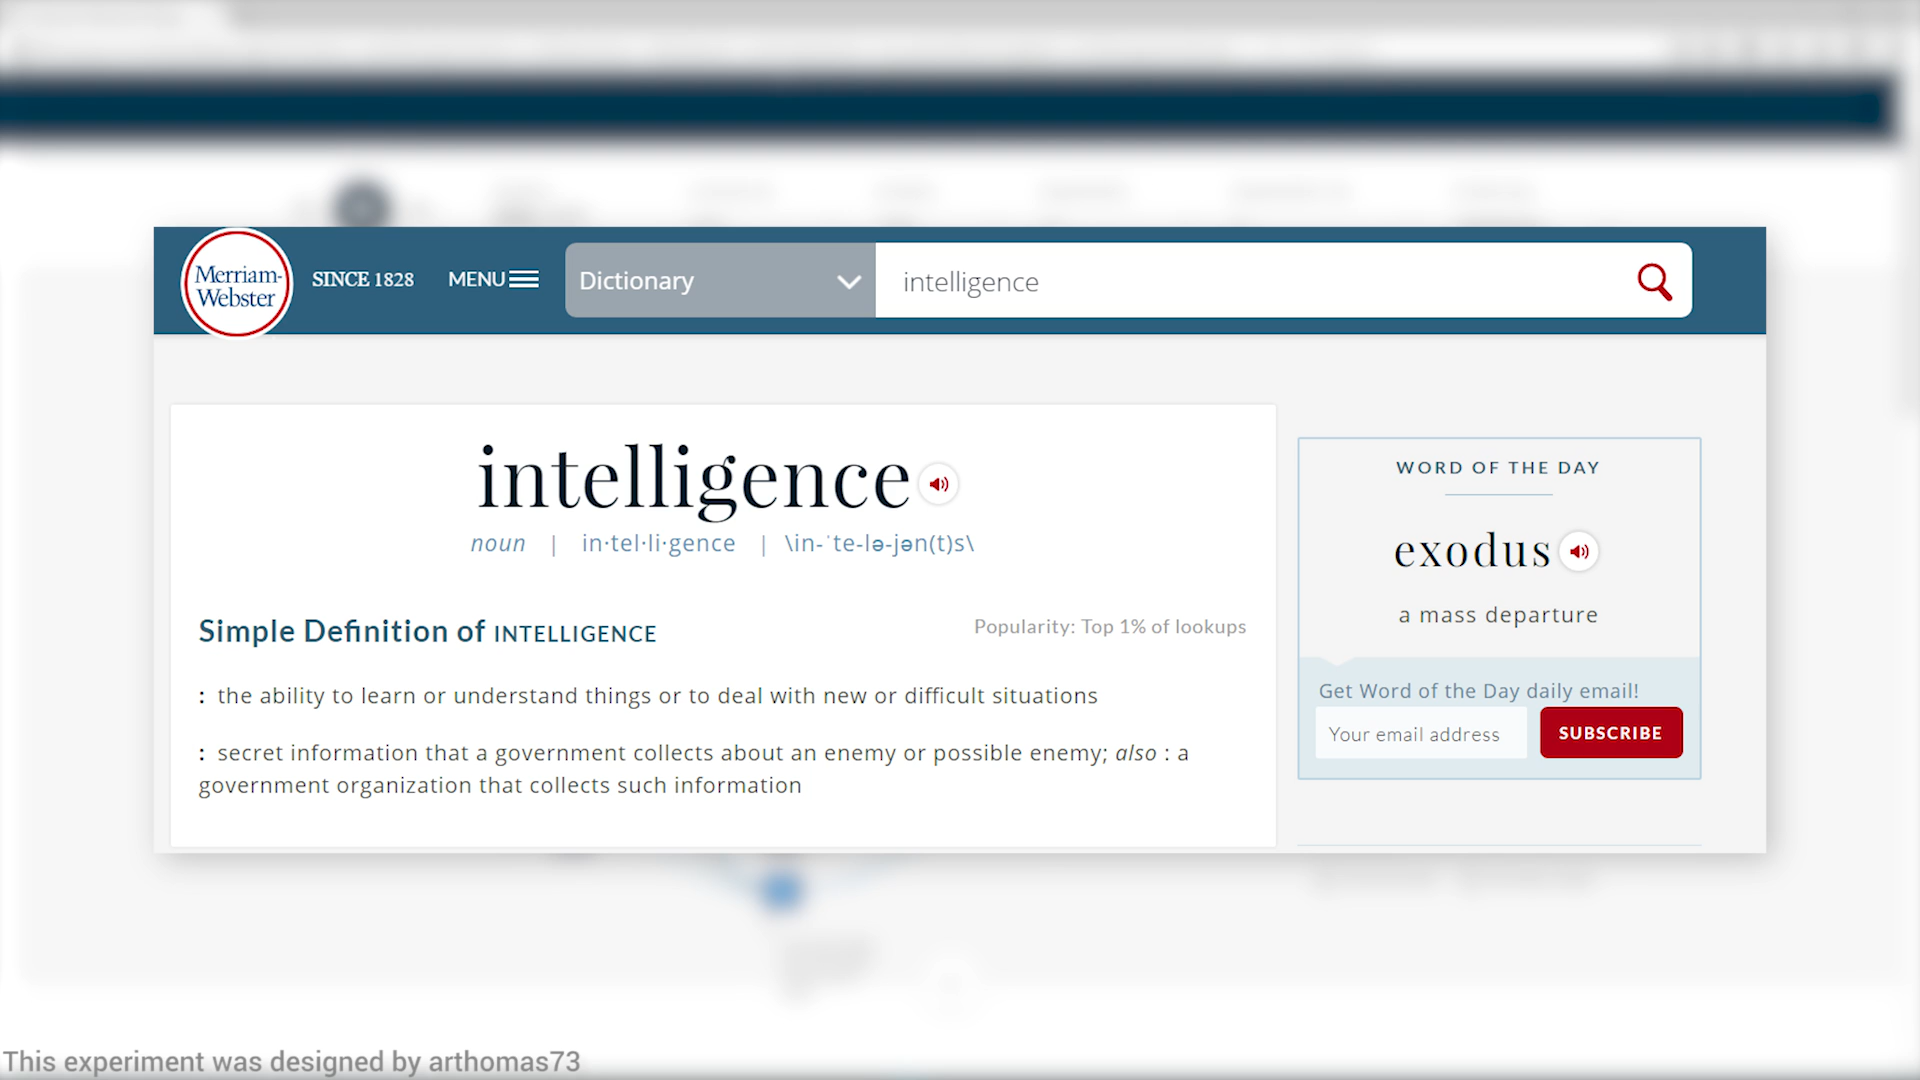 Merriam-
Webster
SINCE 1828
MENU
Dictionary
intelligence
intelligence
noun | in·tel·li·gence | \in-ˈte-lə-jən(t)s\
Simple Definition of INTELLIGENCE
Popularity: Top 1% of lookups
: the ability to learn or understand things or to deal with new or difficult situations
: secret information that a government collects about an enemy or possible enemy; also : a
government organization that collects such information
WORD OF THE DAY
exodus
a mass departure
Get Word of the Day daily email!
Your email address
SUBSCRIBE
This experiment was designed by arthomas73